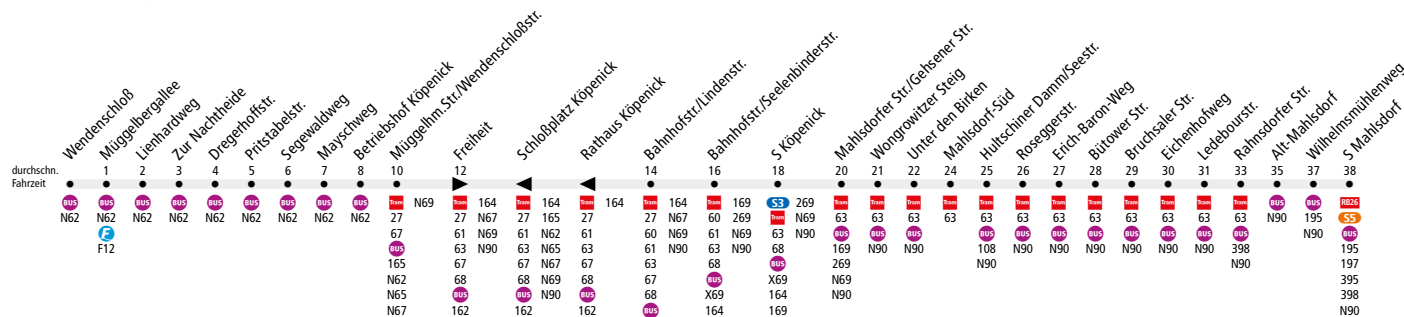 Wendenschloß
Müggelbergallee
Lienhardweg
Zur Nachtheide
Dregerhoffstr.
Pritstabelstr.
Segewaldweg
Mayschweg
Betriebshof Köpenick
Müggelhm.Str./Wendenschloßstr.
Freiheit
Schloßplatz Köpenick
Rathaus Köpenick
Bahnhofstr./Lindenstr.
Bahnhofstr./Seelenbinderstr.
S Köpenick
Mahlsdorfer Str./Gehsener Str.
Wongrowitzer Steig
Unter den Birken
Mahlsdorf-Süd
Hultschiner Damm/Seestr.
Roseggerstr.
Erich-Baron-Weg
Bütower Str.
Bruchsaler Str.
Eichenhofweg
Ledebourstr.
Rahnsdorfer Str.
Alt-Mahlsdorf
Wilhelmsmühlenweg
S Mahlsdorf
durchschn. 1 2 3 4 5 6 7 8 10 12 14 16 18 20 21 22 24 25 26 27 28 29 30 31 33 35 37 38
Fahrzeit
BUS BUS BUS BUS BUS BUS BUS BUS BUS Tram N69 Tram 164 Tram 164 Tram 164 Tram 164 Tram 169 S3 269 Tram Tram Tram Tram Tram Tram Tram Tram Tram Tram Tram Tram BUS BUS RB26
N62 N62 N62 N62 N62 N62 N62 N62 N62 27 27 N67 27 165 27 27 N67 60 269 Tram N69 63 63 63 63 63 63 63 63 63 63 63 63 N90 195 S5
F 67 61 N69 61 N62 61 60 N69 61 N69 63 N90 BUS BUS BUS BUS BUS BUS BUS BUS BUS BUS BUS N90 BUS
F12 BUS 63 N90 63 N65 63 61 N90 63 N90 68 169 N90 N90 108 N90 N90 N90 N90 N90 N90 398 195
165 67 67 N67 67 63 68 BUS 269 N90 N90 197
N62 68 68 N69 68 67 BUS X69 N69 395
N65 BUS BUS N90 BUS 68 X69 164 N90 398
N67 162 162 162 BUS 164 169 N90